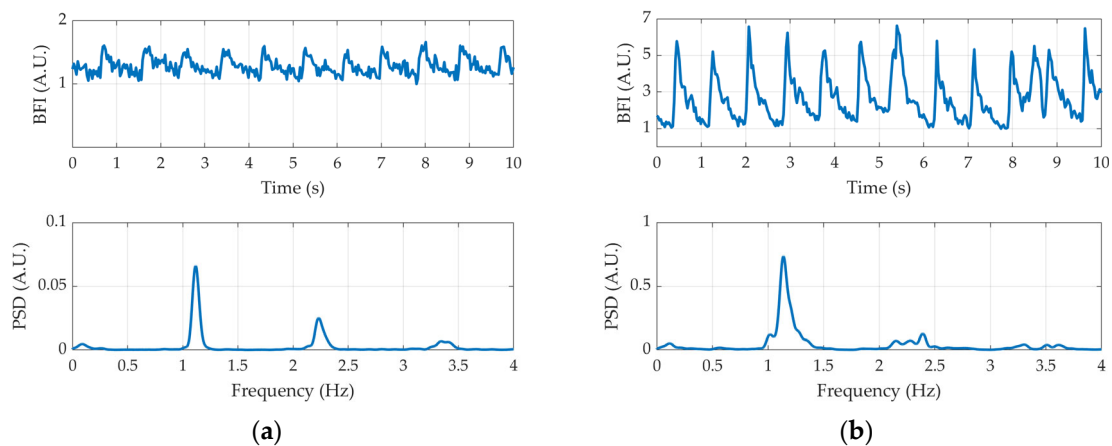 2
1
BFI (A.U.)
0 1 2 3 4 5 6 7 8 9 10
Time (s)
0.1
0.05
0
PSD (A.U.)
0 0.5 1 1.5 2 2.5 3 3.5 4
Frequency (Hz)
(a)
7
5
3
1
BFI (A.U.)
0 1 2 3 4 5 6 7 8 9 10
Time (s)
1
0.5
0
PSD (A.U.)
0 0.5 1 1.5 2 2.5 3 3.5 4
Frequency (Hz)
(b)